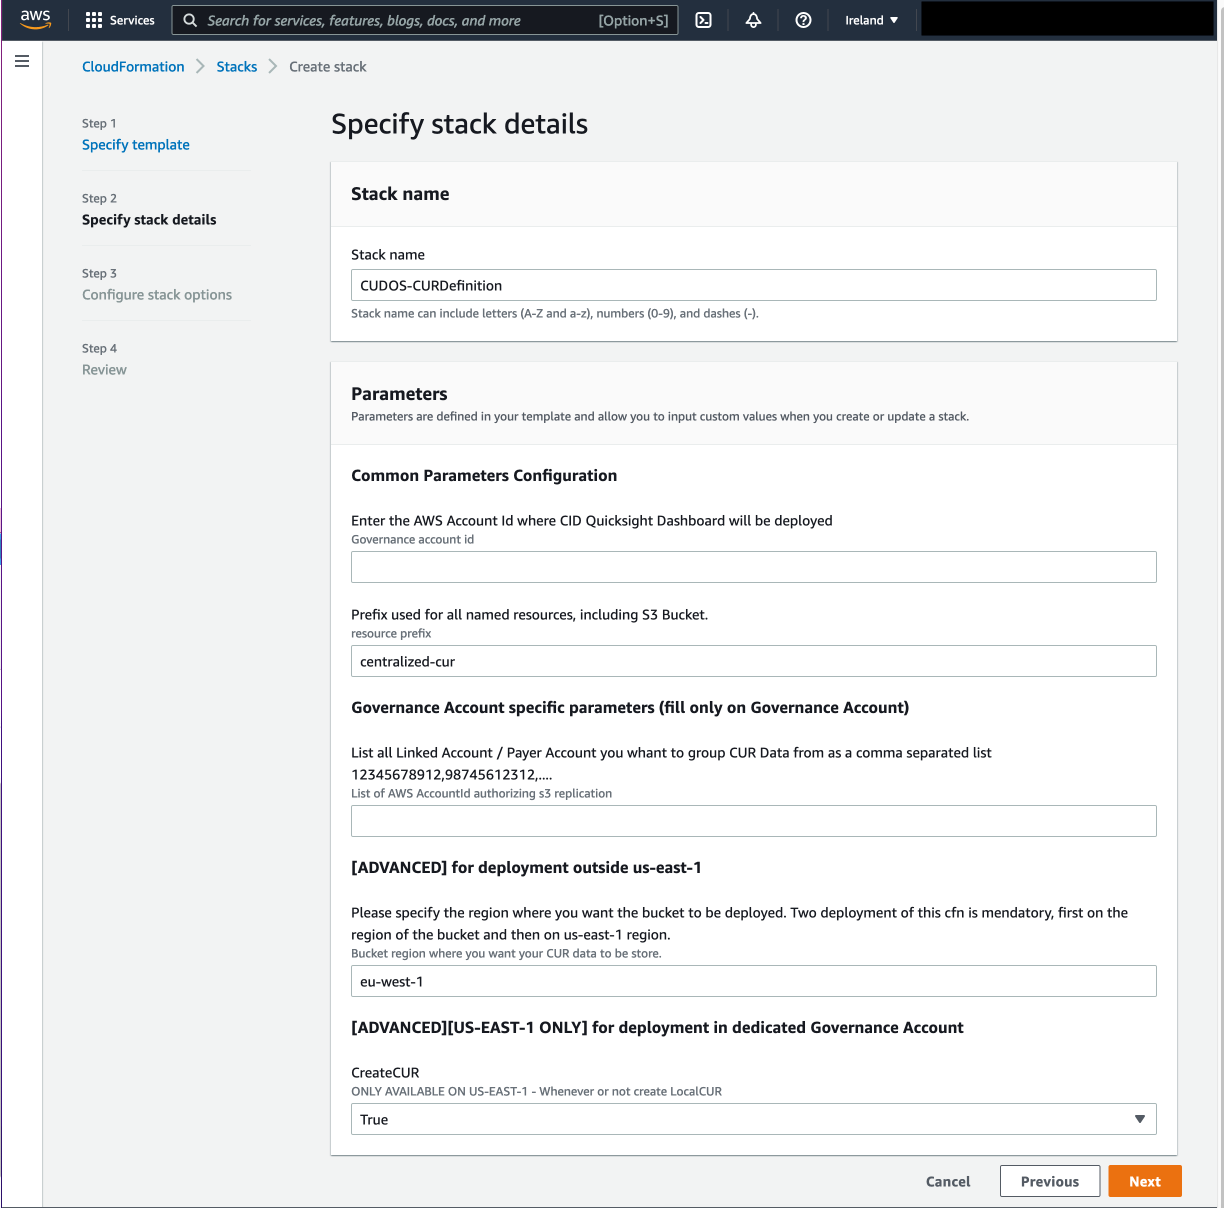 aws Services Search for services, features, blogs, docs, and more [Option+S] Ireland
CloudFormation Stacks Create stack
Step 1
Specify template
Step 2
Specify stack details
Step 3
Configure stack options
Step 4
Review
Specify stack details
Stack name
Stack name
CUDOS-CURDefinition
Stack name can include letters (A-Z and a-z), numbers (0-9), and dashes (-).
Parameters
Parameters are defined in your template and allow you to input custom values when you create or update a stack.
Common Parameters Configuration
Enter the AWS Account Id where CID Quicksight Dashboard will be deployed
Governance account id
Prefix used for all named resources, including S3 Bucket.
resource prefix
centralized-cur
Governance Account specific parameters (fill only on Governance Account)
List all Linked Account / Payer Account you whant to group CUR Data from as a comma separated list
12345678912,98745612312,....
List of AWS AccountId authorizing s3 replication
[ADVANCED] for deployment outside us-east-1
Please specify the region where you want the bucket to be deployed. Two deployment of this cfn is mendatory, first on the
region of the bucket and then on us-east-1 region.
Bucket region where you want your CUR data to be store.
eu-west-1
[ADVANCED][US-EAST-1 ONLY] for deployment in dedicated Governance Account
CreateCUR
ONLY AVAILABLE ON US-EAST-1 - Whenever or not create LocalCUR
True
Cancel Previous Next